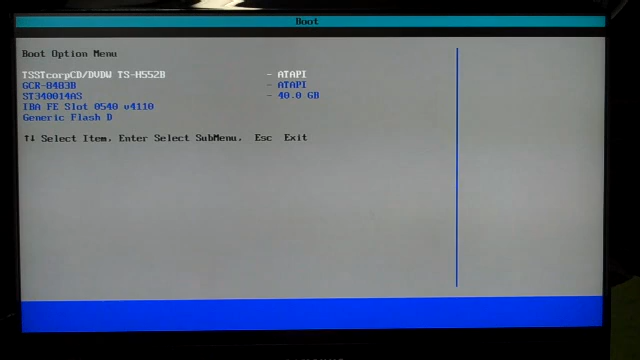 Boot
Boot Option Menu
TSSTcorpCD/DVDW TS-H552B - ATAPI
GCR-8483B - ATAPI
ST340014AS - 40.0 GB
IBA FE Slot 0540 v4110
Generic Flash D
↑↓ Select Item, Enter Select SubMenu, Esc Exit